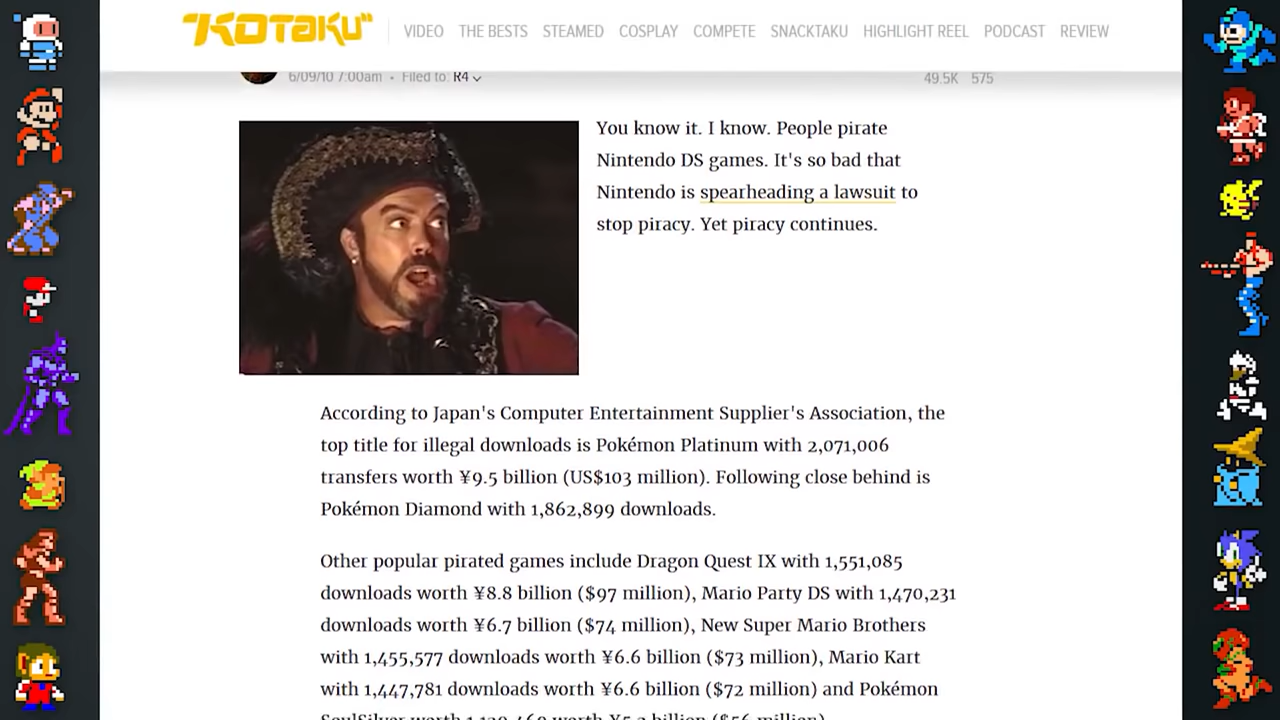 "KOTaKU"
VIDEO THE BESTS STEAMED COSPLAY COMPETE SNACKTAKU HIGHLIGHT REEL PODCAST REVIEW
6/09/10 7:00am • Filed to: R4
49.5K 575
You know it. I know. People pirate
Nintendo DS games. It's so bad that
Nintendo is spearheading a lawsuit to
stop piracy. Yet piracy continues.
According to Japan's Computer Entertainment Supplier's Association, the
top title for illegal downloads is Pokémon Platinum with 2,071,006
transfers worth ¥9.5 billion (US$103 million). Following close behind is
Pokémon Diamond with 1,862,899 downloads.
Other popular pirated games include Dragon Quest IX with 1,551,085
downloads worth ¥8.8 billion ($97 million), Mario Party DS with 1,470,231
downloads worth ¥6.7 billion ($74 million), New Super Mario Brothers
with 1,455,577 downloads worth ¥6.6 billion ($73 million), Mario Kart
with 1,447,781 downloads worth ¥6.6 billion ($72 million) and Pokémon
SoulSilver worth worth ¥5.2 billion ($56 million).